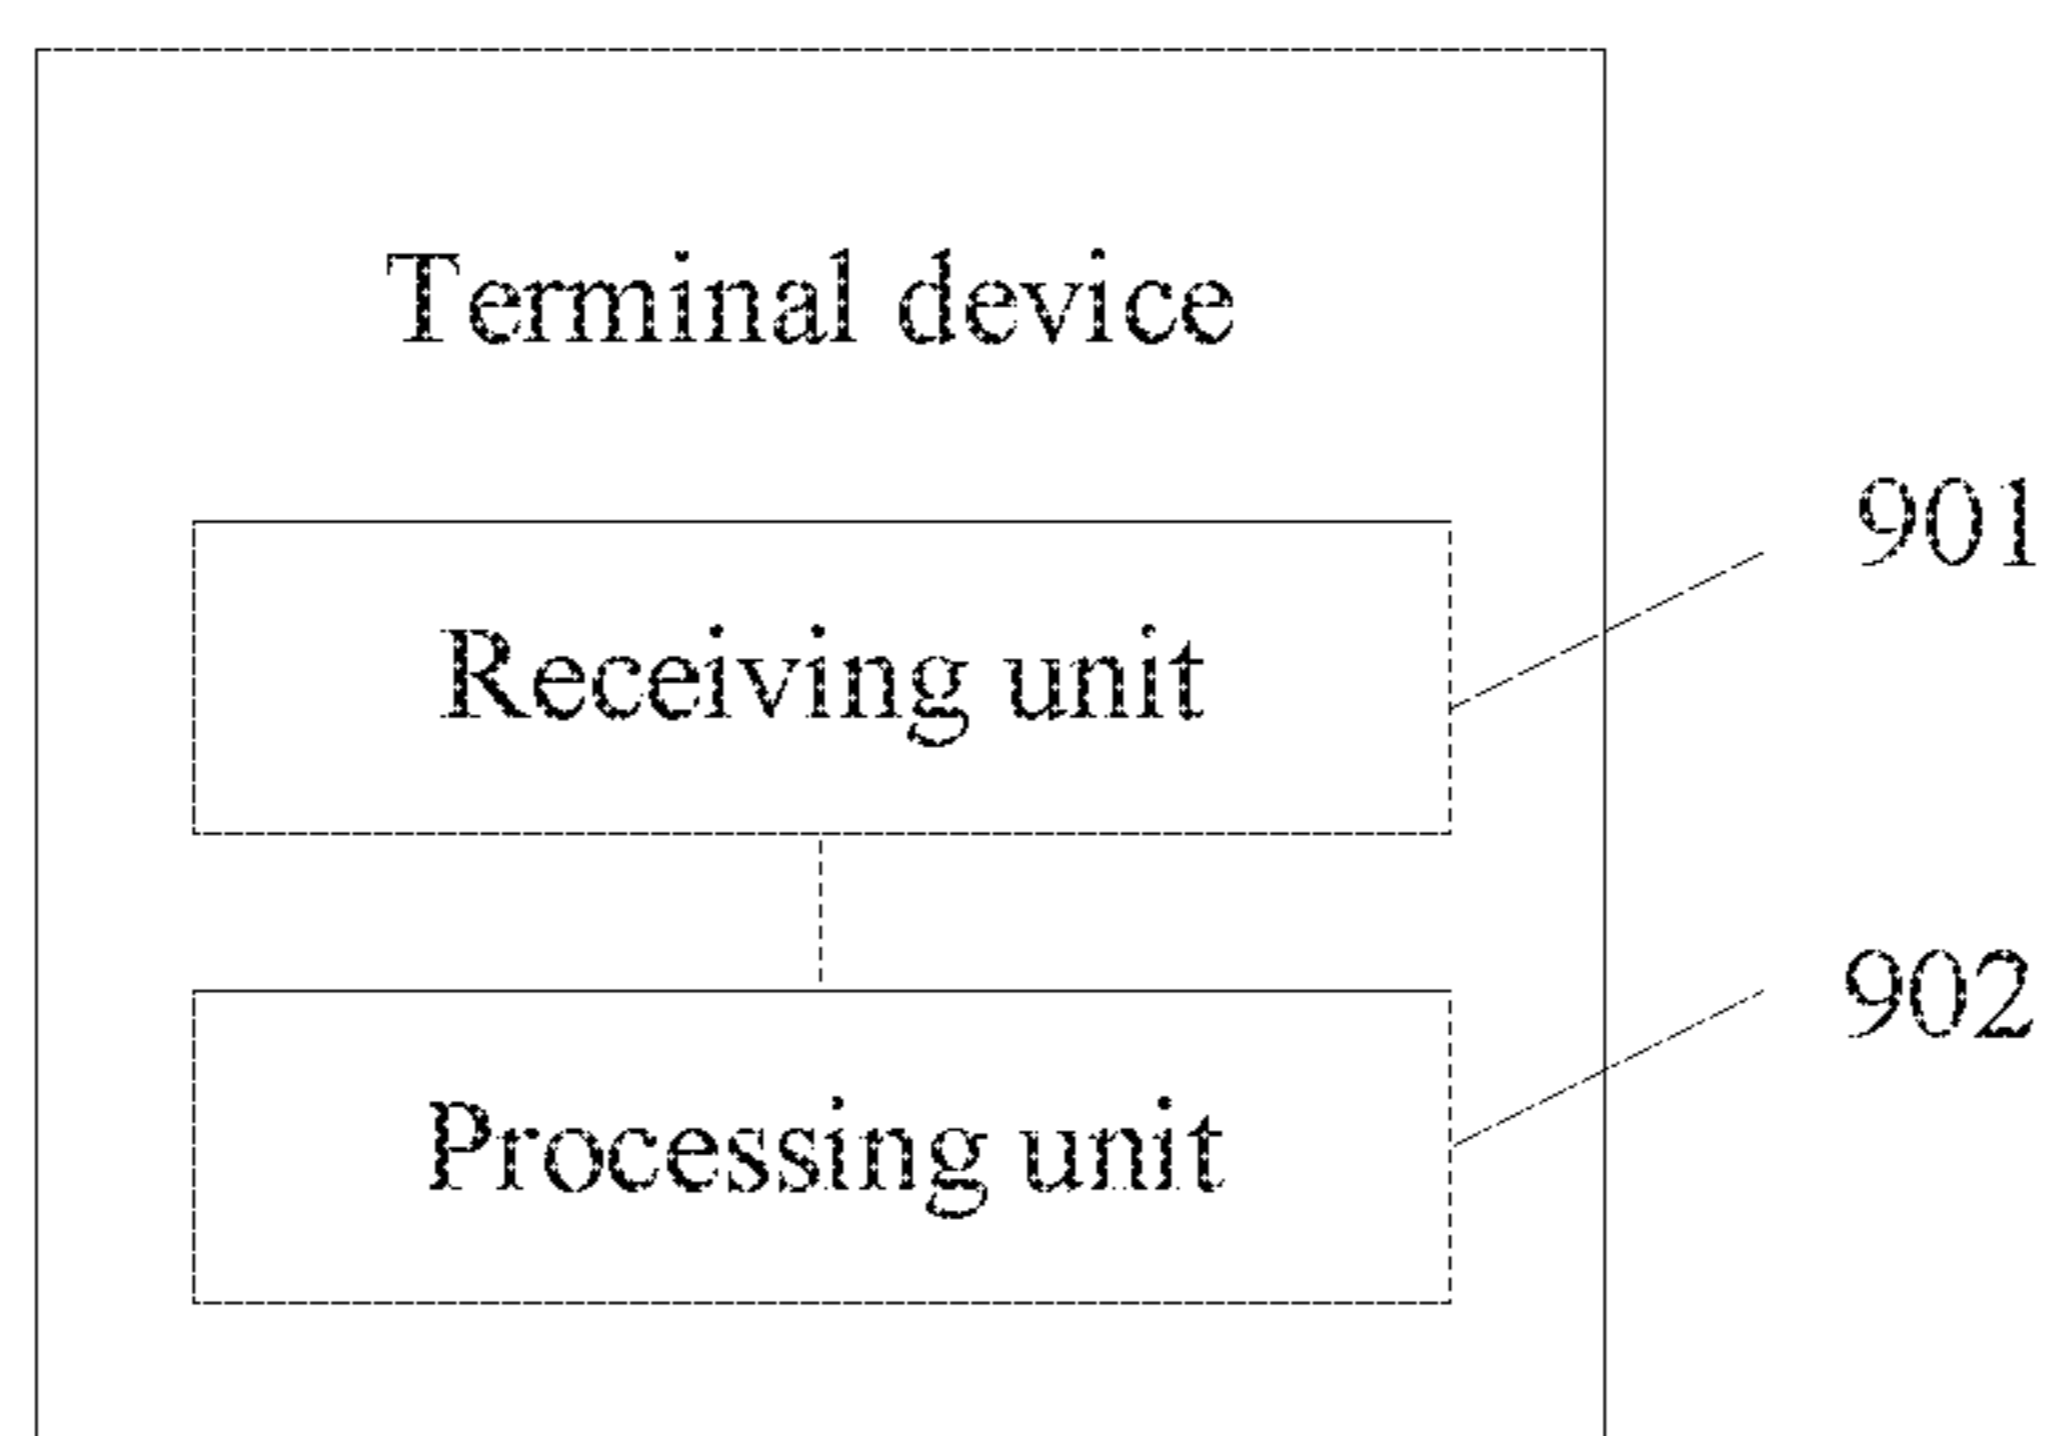 Terminal device
901
Receiving unit
902
Processing unit